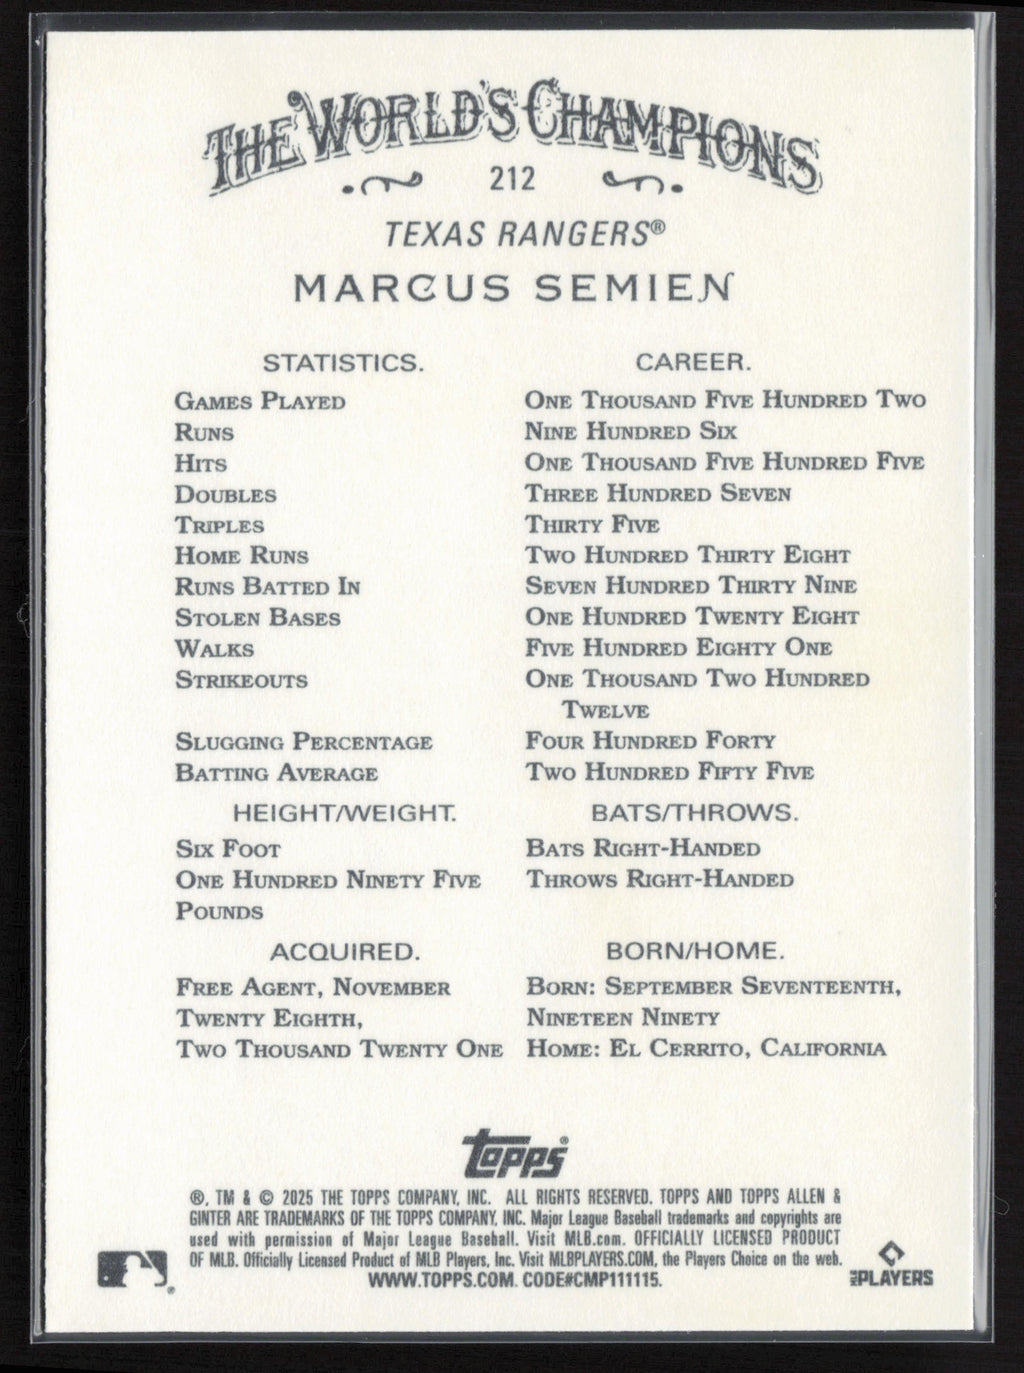 THE WORLD'S CHAMPIONS
212
TEXAS RANGERS®
MARCUS SEMIEN
STATISTICS. CAREER.
GAMES PLAYED ONE THOUSAND FIVE HUNDRED TWO
RUNS NINE HUNDRED SIX
HITS ONE THOUSAND FIVE HUNDRED FIVE
DOUBLES THREE HUNDRED SEVEN
TRIPLES THIRTY FIVE
HOME RUNS TWO HUNDRED THIRTY EIGHT
RUNS BATTED IN SEVEN HUNDRED THIRTY NINE
STOLEN BASES ONE HUNDRED TWENTY EIGHT
WALKS FIVE HUNDRED EIGHTY ONE
STRIKEOUTS ONE THOUSAND TWO HUNDRED
TWELVE
SLUGGING PERCENTAGE FOUR HUNDRED FORTY
BATTING AVERAGE TWO HUNDRED FIFTY FIVE
HEIGHT/WEIGHT. BATS/THROWS.
SIX FOOT BATS RIGHT-HANDED
ONE HUNDRED NINETY FIVE THROWS RIGHT-HANDED
POUNDS
ACQUIRED. BORN/HOME.
FREE AGENT, NOVEMBER BORN: SEPTEMBER SEVENTEENTH,
TWENTY EIGHTH, NINETEEN NINETY
TWO THOUSAND TWENTY ONE HOME: EL CERRITO, CALIFORNIA
topps®
®, TM & © 2025 THE TOPPS COMPANY, INC. ALL RIGHTS RESERVED. TOPPS AND TOPPS ALLEN &
GINTER ARE TRADEMARKS OF THE TOPPS COMPANY, INC. Major League Baseball trademarks and copyrights are
used with permission of Major League Baseball. Visit MLB.com. OFFICIALLY LICENSED PRODUCT
OF MLB. Officially Licensed Product of MLB Players, Inc. Visit MLBPLAYERS.COM, the Players Choice on the web.
WWW.TOPPS.COM. CODE#CMP111115.
MLB PLAYERS